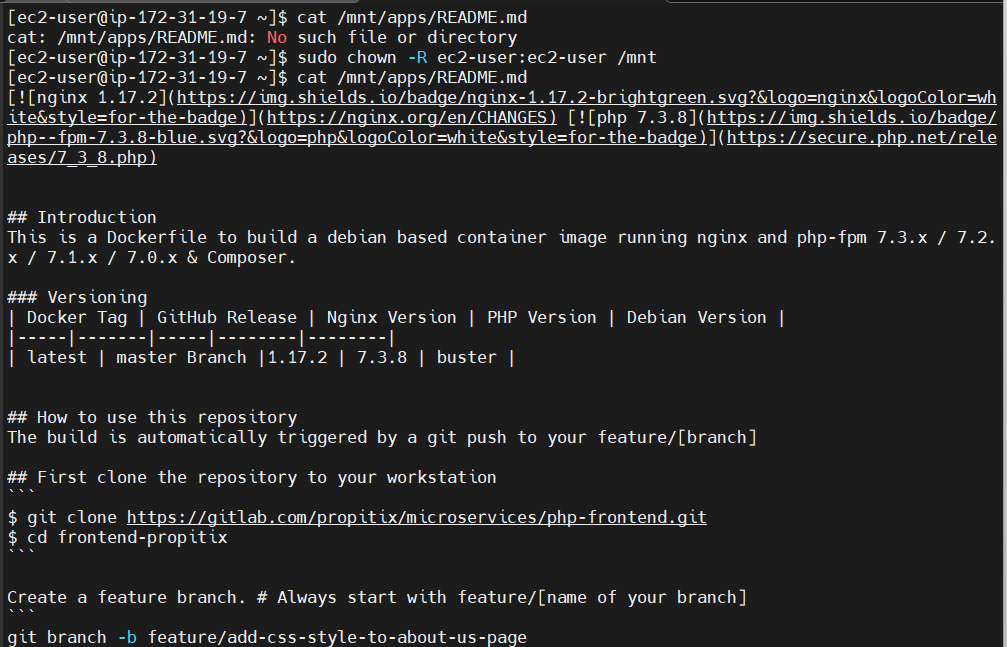 [ec2-user@ip-172-31-19-7 ~]$ cat /mnt/apps/README.md
cat: /mnt/apps/README.md: No such file or directory
[ec2-user@ip-172-31-19-7 ~]$ sudo chown -R ec2-user:ec2-user /mnt
[ec2-user@ip-172-31-19-7 ~]$ cat /mnt/apps/README.md
[![nginx 1.17.2](https://img.shields.io/badge/nginx-1.17.2-brightgreen.svg?&logo=nginx&logoColor=wh
ite&style=for-the-badge)](https://nginx.org/en/CHANGES) [![php 7.3.8](https://img.shields.io/badge/
php--fpm-7.3.8-blue.svg?&logo=php&logoColor=white&style=for-the-badge)](https://secure.php.net/rele
ases/7_3_8.php)
## Introduction
This is a Dockerfile to build a debian based container image running nginx and php-fpm 7.3.x / 7.2.
x / 7.1.x / 7.0.x & Composer.
### Versioning
| Docker Tag | GitHub Release | Nginx Version | PHP Version | Debian Version |
|-----|-------|-----|--------|--------|
| latest | master Branch |1.17.2 | 7.3.8 | buster |
## How to use this repository
The build is automatically triggered by a git push to your feature/[branch]
## First clone the repository to your workstation
```
$ git clone https://gitlab.com/propitix/microservices/php-frontend.git
$ cd frontend-propitix
```
Create a feature branch. # Always start with feature/[name of your branch]
```
git branch -b feature/add-css-style-to-about-us-page